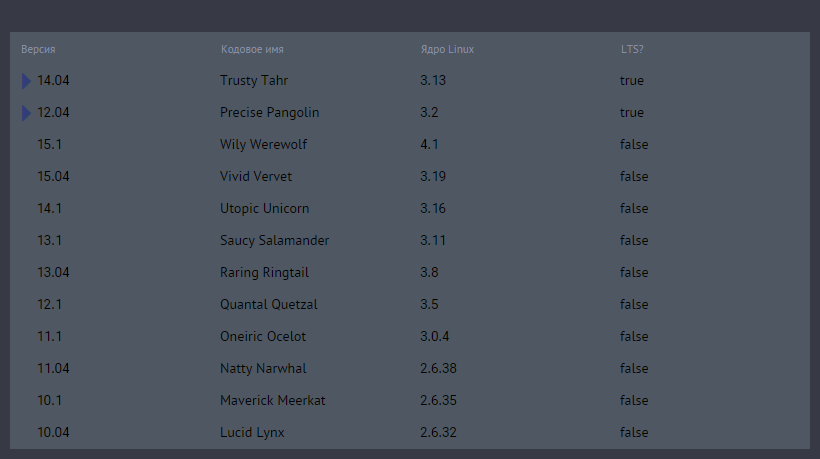 Версия Кодовое имя Ядро Linux LTS?
14.04 Trusty Tahr 3.13 true
12.04 Precise Pangolin 3.2 true
15.1 Wily Werewolf 4.1 false
15.04 Vivid Vervet 3.19 false
14.1 Utopic Unicorn 3.16 false
13.1 Saucy Salamander 3.11 false
13.04 Raring Ringtail 3.8 false
12.1 Quantal Quetzal 3.5 false
11.1 Oneiric Ocelot 3.0.4 false
11.04 Natty Narwhal 2.6.38 false
10.1 Maverick Meerkat 2.6.35 false
10.04 Lucid Lynx 2.6.32 false